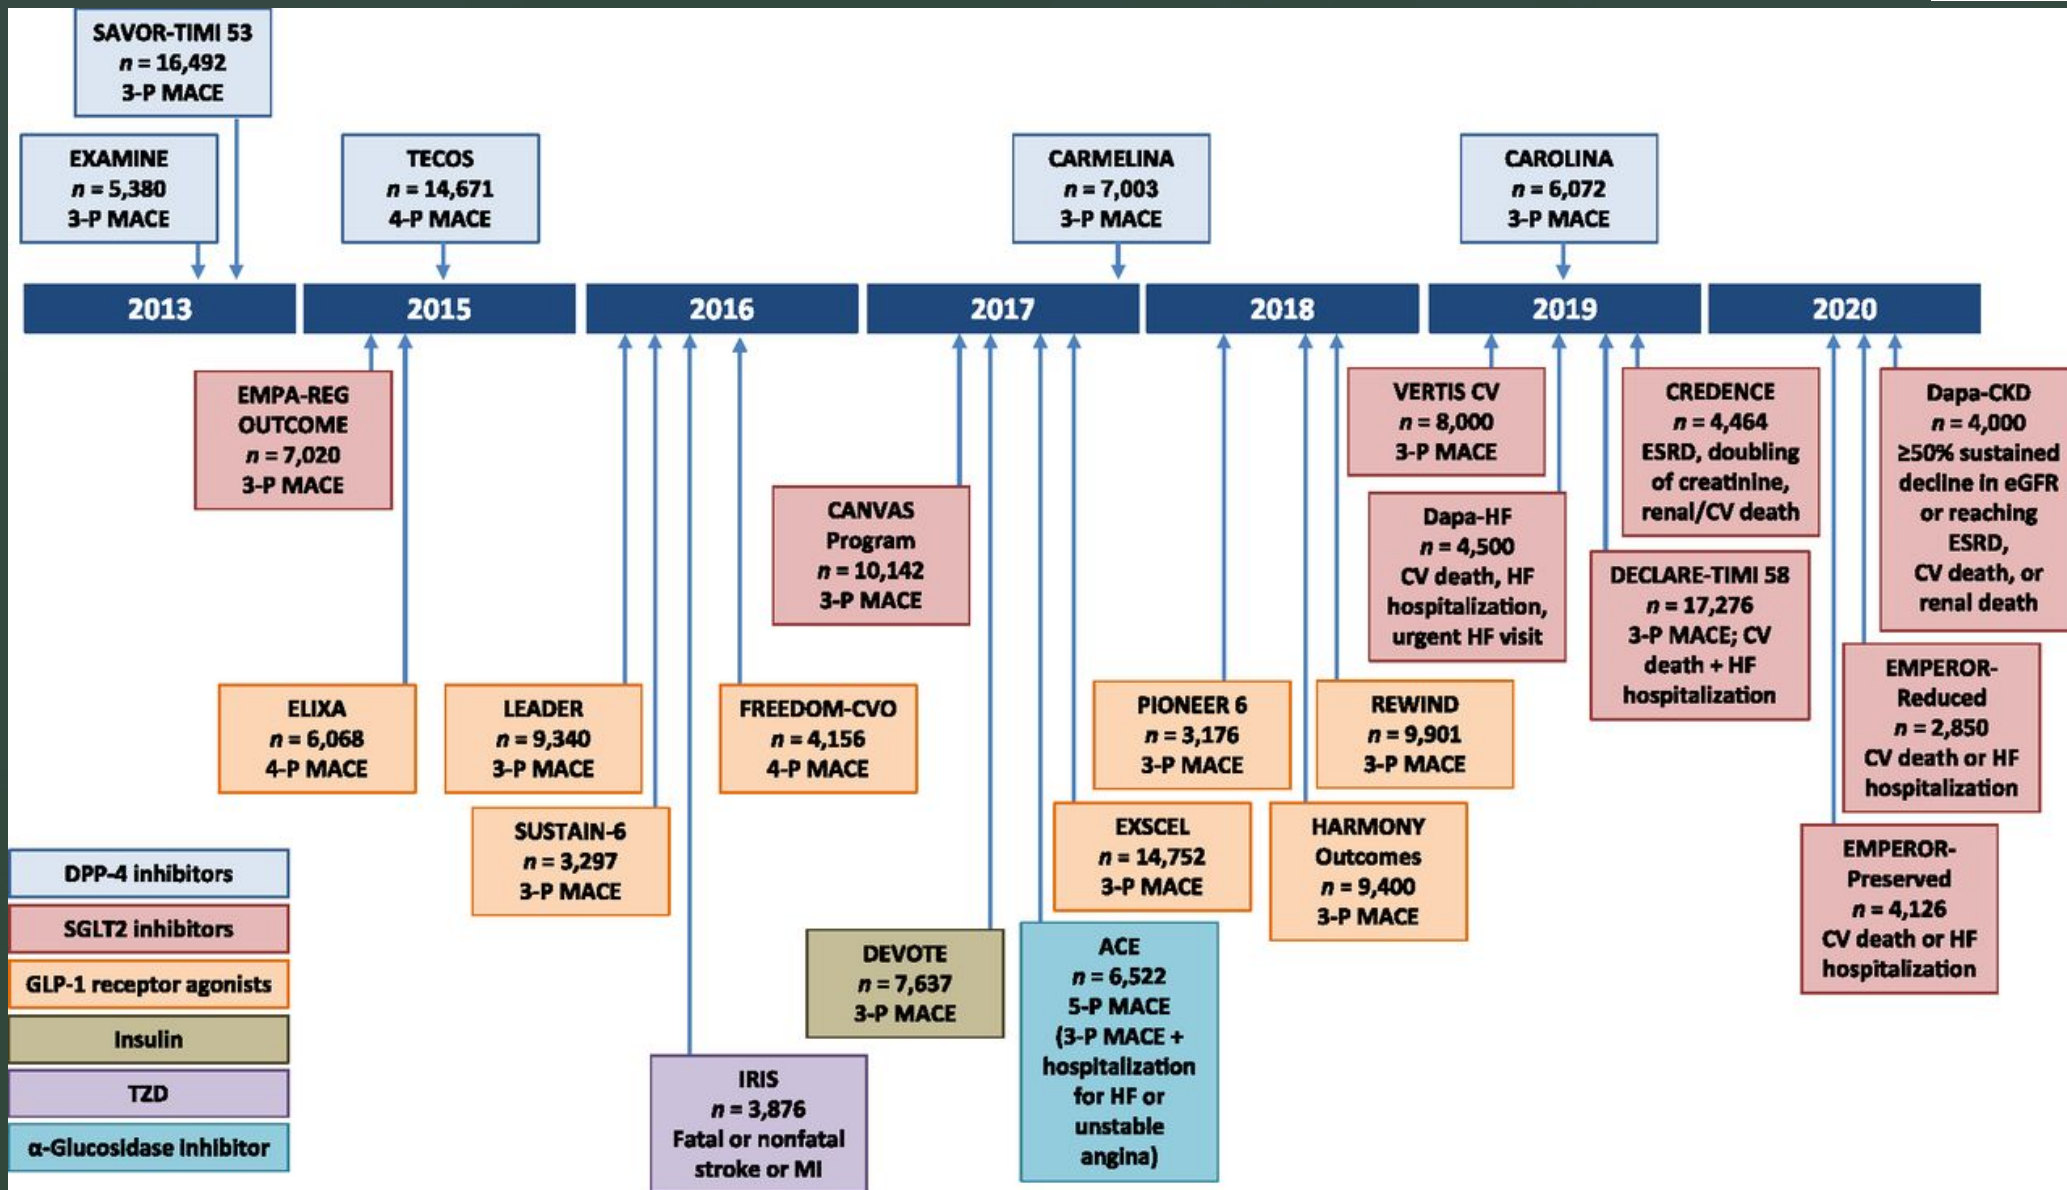 SAVOR-TIMI 53
n = 16,492
3-P MACE
EXAMINE
n = 5,380
3-P MACE
TECOS
n = 14,671
4-P MACE
CARMELINA
n = 7,003
3-P MACE
CAROLINA
n = 6,072
3-P MACE
2013
2015
2016
2017
2018
2019
2020
EMPA-REG
OUTCOME
n = 7,020
3-P MACE
CANVAS
Program
n = 10,142
3-P MACE
VERTIS CV
n = 8,000
3-P MACE
CREDENCE
n = 4,464
ESRD, doubling
of creatinine,
renal/CV death
Dapa-CKD
n = 4,000
≥50% sustained
decline in eGFR
or reaching
ESRD,
CV death, or
renal death
Dapa-HF
n = 4,500
CV death, HF
hospitalization,
urgent HF visit
DECLARE-TIMI 58
n = 17,276
3-P MACE; CV
death + HF
hospitalization
ELIXA
n = 6,068
4-P MACE
LEADER
n = 9,340
3-P MACE
FREEDOM-CVO
n = 4,156
4-P MACE
PIONEER 6
n = 3,176
3-P MACE
REWIND
n = 9,901
3-P MACE
EMPEROR-
Reduced
n = 2,850
CV death or HF
hospitalization
SUSTAIN-6
n = 3,297
3-P MACE
EXSCEL
n = 14,752
3-P MACE
HARMONY
Outcomes
n = 9,400
3-P MACE
EMPEROR-
Preserved
n = 4,126
CV death or HF
hospitalization
DEVOTE
n = 7,637
3-P MACE
ACE
n = 6,522
5-P MACE
(3-P MACE +
hospitalization
for HF or
unstable
angina)
IRIS
n = 3,876
Fatal or nonfatal
stroke or MI
DPP-4 inhibitors
SGLT2 inhibitors
GLP-1 receptor agonists
Insulin
TZD
α-Glucosidase inhibitor